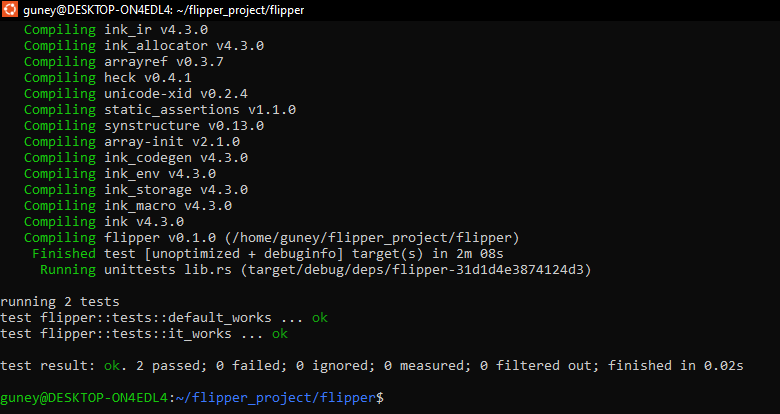 guney@DESKTOP-ON4EDL4: ~/flipper_project/flipper
Compiling ink_ir v4.3.0
Compiling ink_allocator v4.3.0
Compiling arrayref v0.3.7
Compiling heck v0.4.1
Compiling unicode-xid v0.2.4
Compiling static_assertions v1.1.0
Compiling synstructure v0.13.0
Compiling array-init v2.1.0
Compiling ink_codegen v4.3.0
Compiling ink_env v4.3.0
Compiling ink_storage v4.3.0
Compiling ink_macro v4.3.0
Compiling ink v4.3.0
Compiling flipper v0.1.0 (/home/guney/flipper_project/flipper)
Finished test [unoptimized + debuginfo] target(s) in 2m 08s
Running unittests lib.rs (target/debug/deps/flipper-31d1d4e3874124d3)
running 2 tests
test flipper::tests::default_works ... ok
test flipper::tests::it_works ... ok
test result: ok. 2 passed; 0 failed; 0 ignored; 0 measured; 0 filtered out; finished in 0.02s
guney@DESKTOP-ON4EDL4:~/flipper_project/flipper$